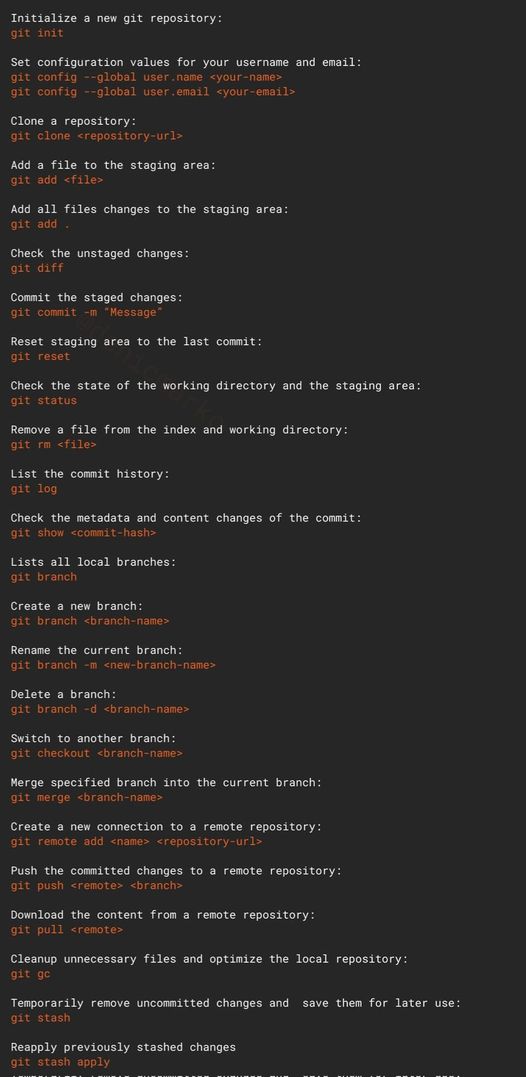 Initialize a new git repository:
git init
Set configuration values for your username and email:
git config --global user.name <your-name>
git config --global user.email <your-email>
Clone a repository:
git clone <repository-url>
Add a file to the staging area:
git add <file>
Add all files changes to the staging area:
git add .
Check the unstaged changes:
git diff
Commit the staged changes:
git commit -m “Message”
Reset staging area to the last commit:
git reset
Check the state of the working directory and the staging area:
git status
Remove a file from the index and working directory:
git rm <file>
List the commit history:
git log
Check the metadata and content changes of the commit:
git show <commit-hash>
Lists all local branches:
git branch
Create a new branch:
git branch <branch-name>
Rename the current branch:
git branch -m <new-branch-name>
Delete a branch:
git branch -d <branch-name>
Switch to another branch:
git checkout <branch-name>
Merge specified branch into the current branch:
git merge <branch-name>
Create a new connection to a remote repository:
git remote add <name> <repository-url>
Push the committed changes to a remote repository:
git push <remote> <branch>
Download the content from a remote repository:
git pull <remote>
Cleanup unnecessary files and optimize the local repository:
git gc
Temporarily remove uncommitted changes and  save them for later use:
git stash
Reapply previously stashed changes
git stash apply